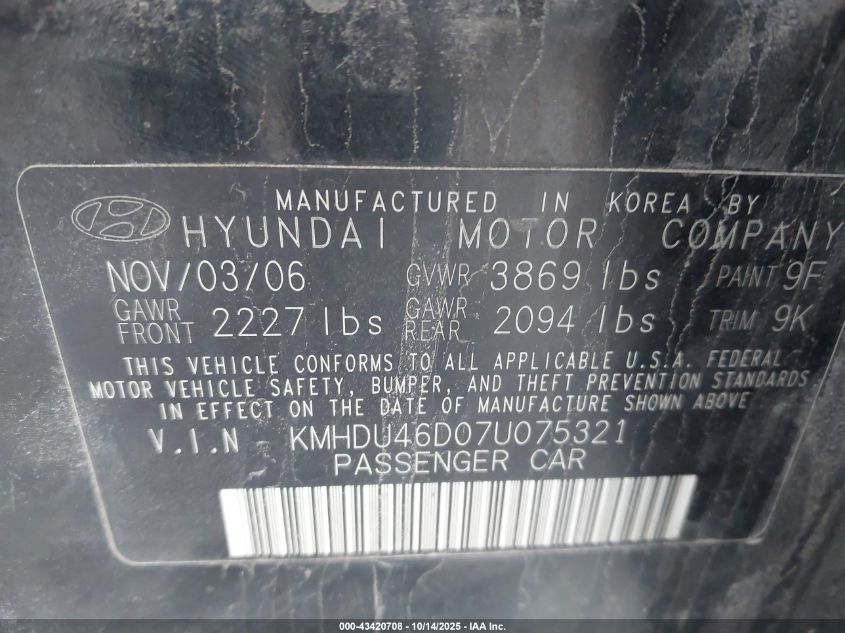 MANUFACTURED IN KOREA BY
HYUNDAI MOTOR COMPANY
NOV/03/06 GVWR 3869 lbs PAINT 9F
GAWR FRONT 2227 lbs GAWR REAR 2094 lbs TRIM 9K
THIS VEHICLE CONFORMS TO ALL APPLICABLE U.S.A. FEDERAL
MOTOR VEHICLE SAFETY, BUMPER, AND THEFT PREVENTION STANDARDS
IN EFFECT ON THE DATE OF MANUFACTURE SHOWN ABOVE
V.I.N KMHDU46D07U075321
PASSENGER CAR
000-43420708 - 10/14/2025 - IAA Inc.